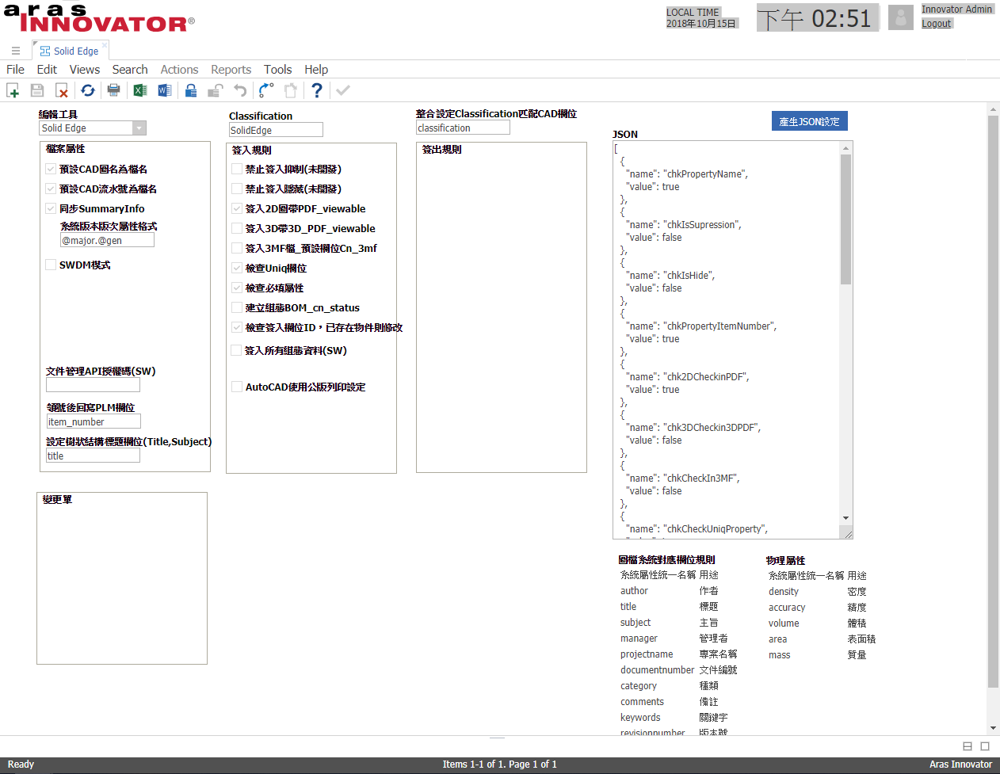 aras
INNOVATOR®
LOCAL TIME
2018年10月15日
下午 02:51
Innovator Admin
Logout
Solid Edge
File Edit Views Search Actions Reports Tools Help
編輯工具
Solid Edge
檔案屬性
預設CAD圖名為檔名
預設CAD流水號為檔名
同步SummaryInfo
系統版本版次屬性格式
@major.@gen
SWDM模式
文件管理API授權碼(SW)
領號後回寫PLM欄位
item_number
設定樹狀結構標題欄位(Title,Subject)
title
變更單
Classification
SolidEdge
簽入規則
禁止簽入抑制(未開發)
禁止簽入隱藏(未開發)
簽入2D圖帶PDF_viewable
簽入3D帶3D_PDF_viewable
簽入3MF檔_預設欄位Cn_3mf
檢查Uniq欄位
檢查必填屬性
建立組態BOM_cn_status
檢查簽入欄位ID，已存在物件則修改
簽入所有組態資料(SW)
AutoCAD使用公版列印設定
整合設定Classification匹配CAD欄位
classification
簽出規則
產生JSON設定
JSON
[
{
"name": "chkPropertyName",
"value": true
},
{
"name": "chkIsSupression",
"value": false
},
{
"name": "chkIsHide",
"value": false
},
{
"name": "chkPropertyItemNumber",
"value": true
},
{
"name": "chk2DCheckinPDF",
"value": true
},
{
"name": "chk3DCheckin3DPDF",
"value": false
},
{
"name": "chkCheckIn3MF",
"value": false
},
{
"name": "chkCheckUniqProperty",
圖檔系統對應欄位規則
系統屬性統一名稱 用途
author 作者
title 標題
subject 主旨
manager 管理者
projectname 專案名稱
documentnumber 文件編號
category 種類
comments 備註
keywords 關鍵字
revisionnumber 版本號
物理屬性
系統屬性統一名稱 用途
density 密度
accuracy 精度
volume 體積
area 表面積
mass 質量
Ready
Items 1-1 of 1. Page 1 of 1
Aras Innovator